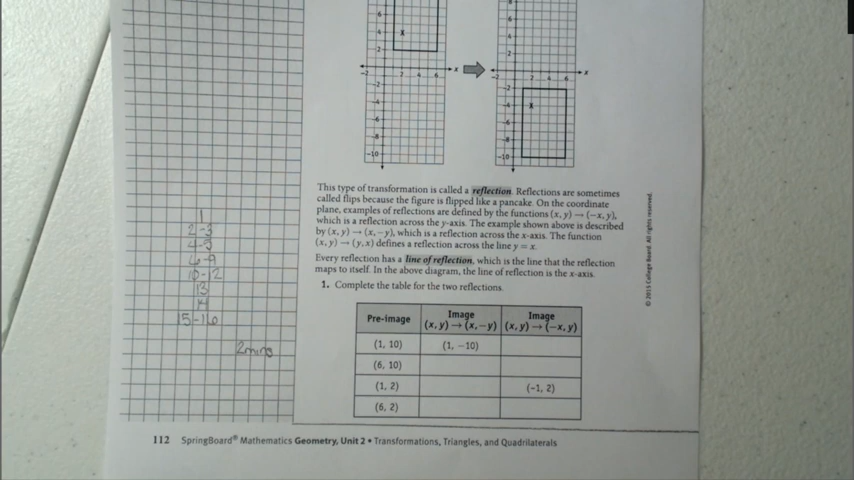 This type of transformation is called a reflection. Reflections are sometimes
called flips because the figure is flipped like a pancake. On the coordinate
plane, examples of reflections are defined by the functions (x, y) → (−x, y),
which is a reflection across the y-axis. The example shown above is described
by (x, y) → (x, −y), which is a reflection across the x-axis. The function
(x, y) → (y, x) defines a reflection across the line y = x.
Every reflection has a line of reflection, which is the line that the reflection
maps to itself. In the above diagram, the line of reflection is the x-axis.
1. Complete the table for the two reflections.
Pre-image
Image
(x, y) → (x, −y)
Image
(x, y) → (−x, y)
(1, 10)
(1, −10)
(6, 10)
(1, 2)
(−1, 2)
(6, 2)
1
2-3
4-5
6-9
10-12
13
14
15-16
2mins
© 2015 College Board. All rights reserved.
112 SpringBoard® Mathematics Geometry, Unit 2 • Transformations, Triangles, and Quadrilaterals